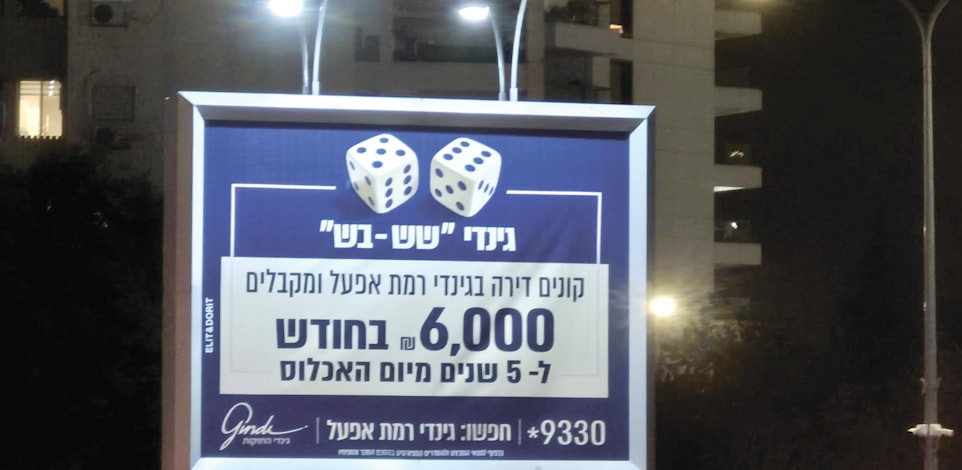 גינדי "שש-בש"
קונים דירה בגינדי רמת אפעל ומקבלים
6,000 ₪ בחודש
ל- 5 שנים מיום האכלוס
*9330 | חפשו: גינדי רמת אפעל |
Gindi
גינדי החזקות
ELIT&DORIT